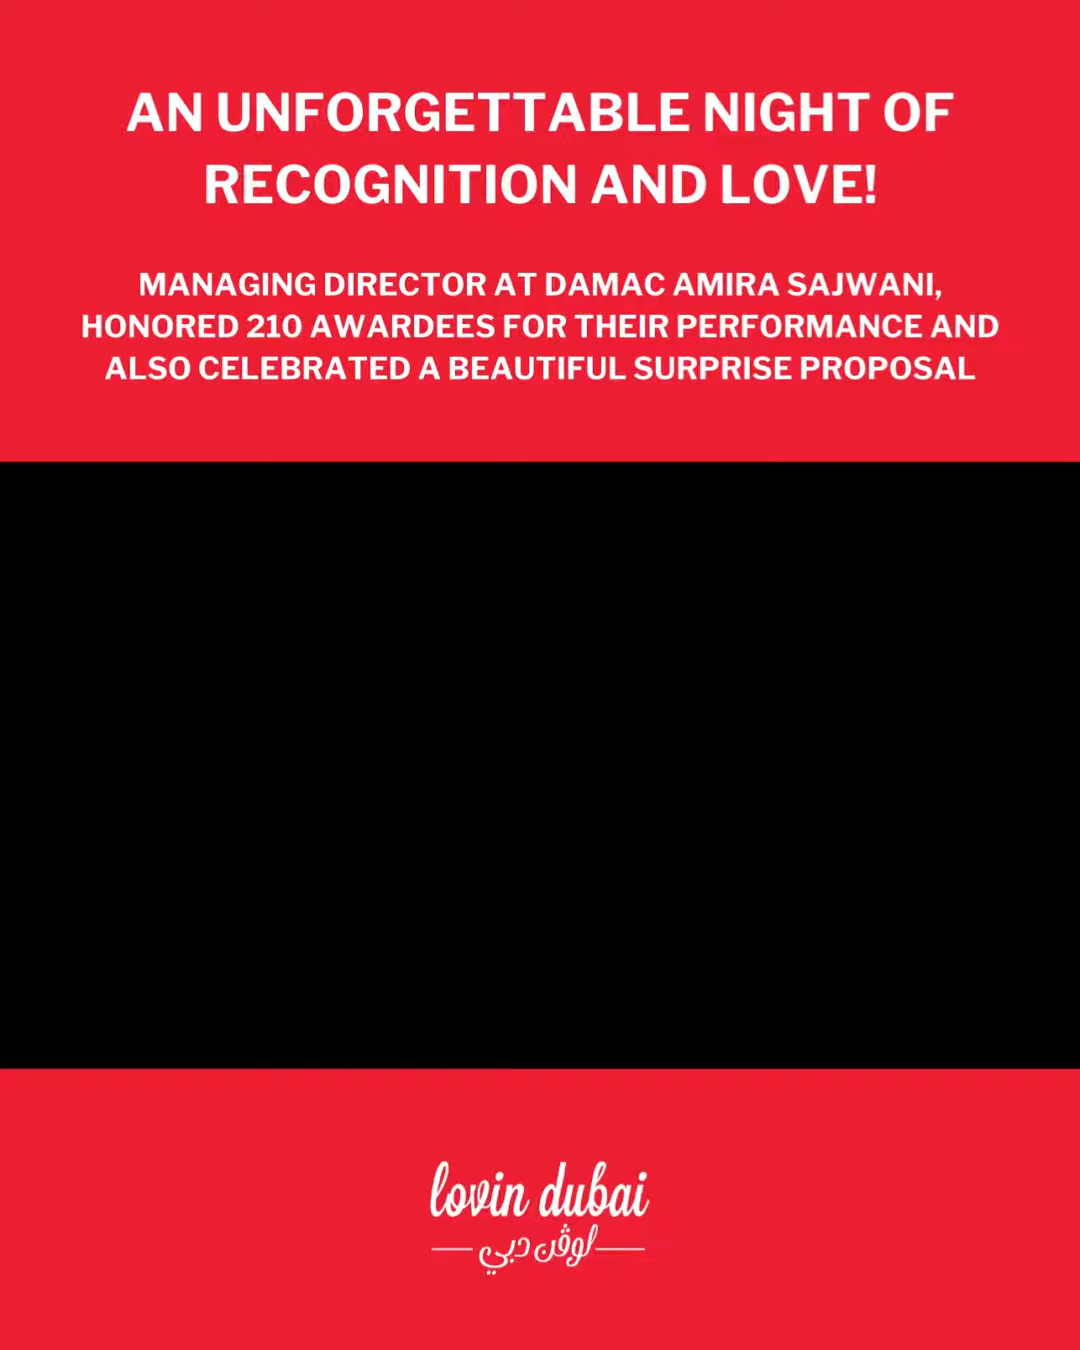 AN UNFORGETTABLE NIGHT OF
RECOGNITION AND LOVE!
MANAGING DIRECTOR AT DAMAC AMIRA SAJWANI,
HONORED 210 AWARDEES FOR THEIR PERFORMANCE AND
ALSO CELEBRATED A BEAUTIFUL SURPRISE PROPOSAL
lovin dubai
لوڤن دبي